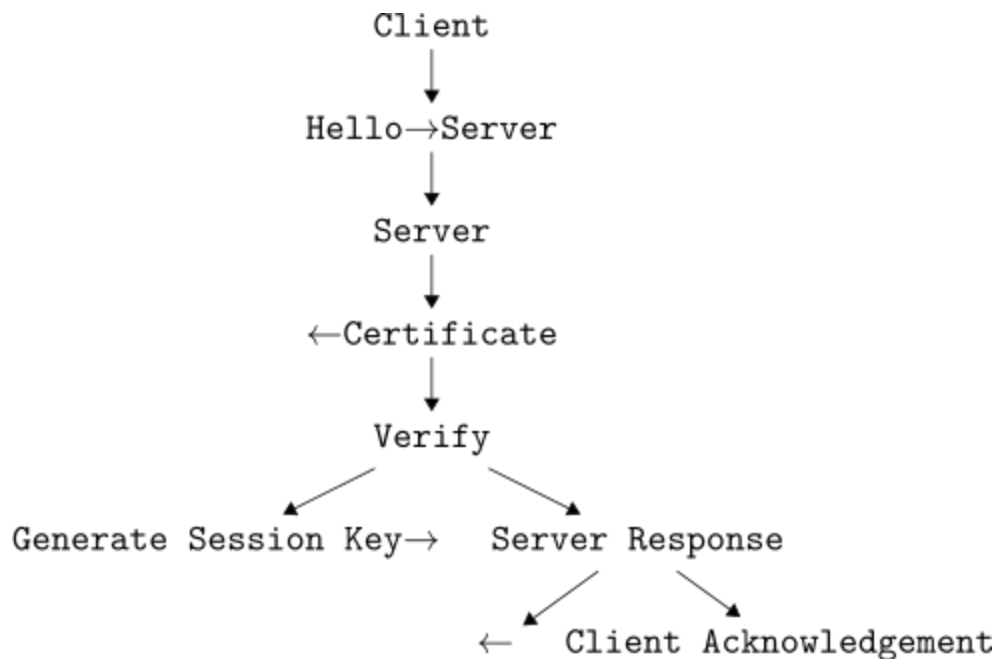 Client
Hello→Server
Server
←Certificate
Verify
Generate Session Key→ Server Response
← Client Acknowledgement